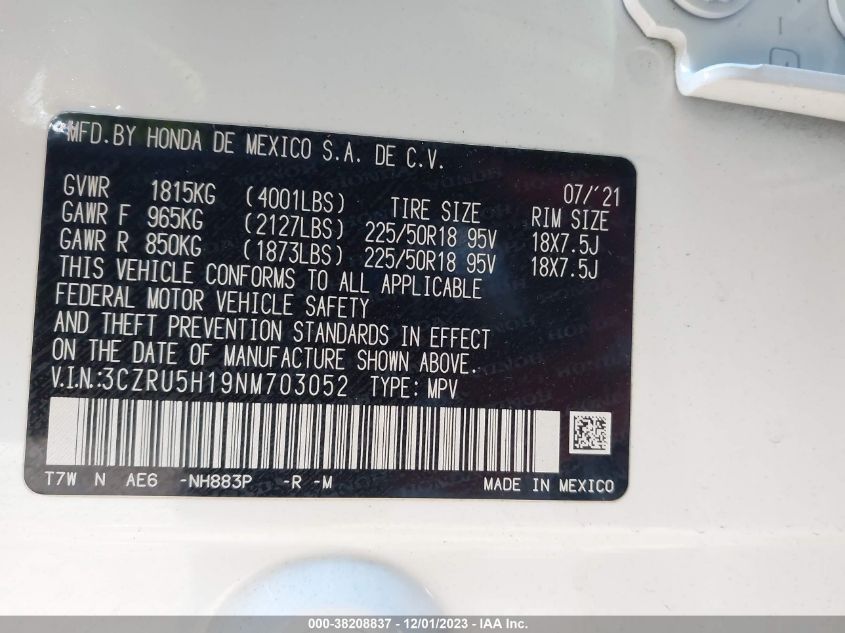 MFD.BY HONDA DE MEXICO S.A. DE C.V.
07/'21
GVWR 1815KG (4001LBS) TIRE SIZE RIM SIZE
GAWR F 965KG (2127LBS) 225/50R18 95V 18X7.5J
GAWR R 850KG (1873LBS) 225/50R18 95V 18X7.5J
THIS VEHICLE CONFORMS TO ALL APPLICABLE
FEDERAL MOTOR VEHICLE SAFETY
AND THEFT PREVENTION STANDARDS IN EFFECT
ON THE DATE OF MANUFACTURE SHOWN ABOVE.
V.I.N.:3CZRU5H19NM703052 TYPE: MPV
T7W N AE6 -NH883P -R -M MADE IN MEXICO
000-38208837 - 12/01/2023 - IAA Inc.